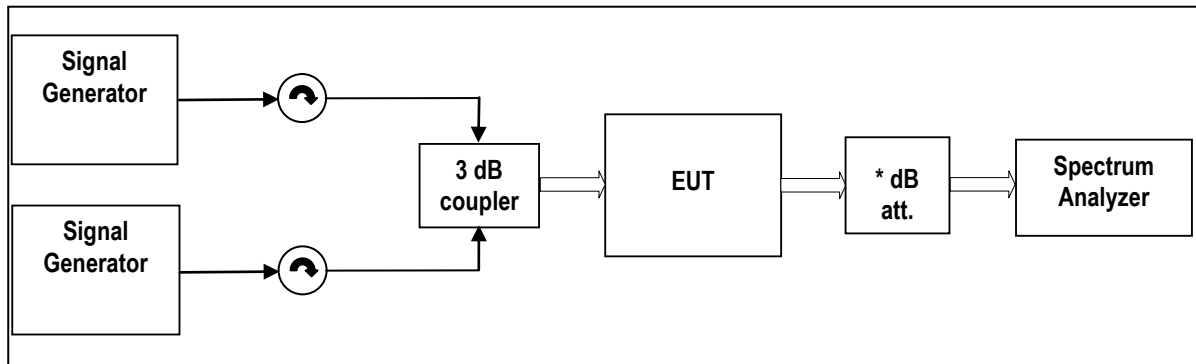 Signal
Generator
3 dB
coupler
EUT
* dB
att.
Spectrum
Analyzer
Signal
Generator